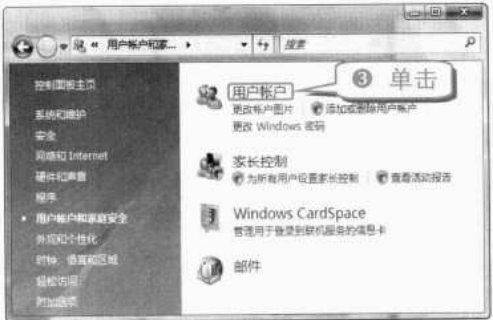 用户帐户和家...
搜索
控制面板主页
系统和维护
安全
网络和 Internet
硬件和声音
程序
用户帐户和家庭安全
外观和个性化
时钟、语言和区域
轻松访问
附加选项
用户帐户
❸ 单击
更改帐户图片 添加或删除用户帐户
更改 Windows 密码
家长控制
为所有用户设置家长控制 查看活动报告
Windows CardSpace
管理用于登录到联机服务的信息卡
邮件